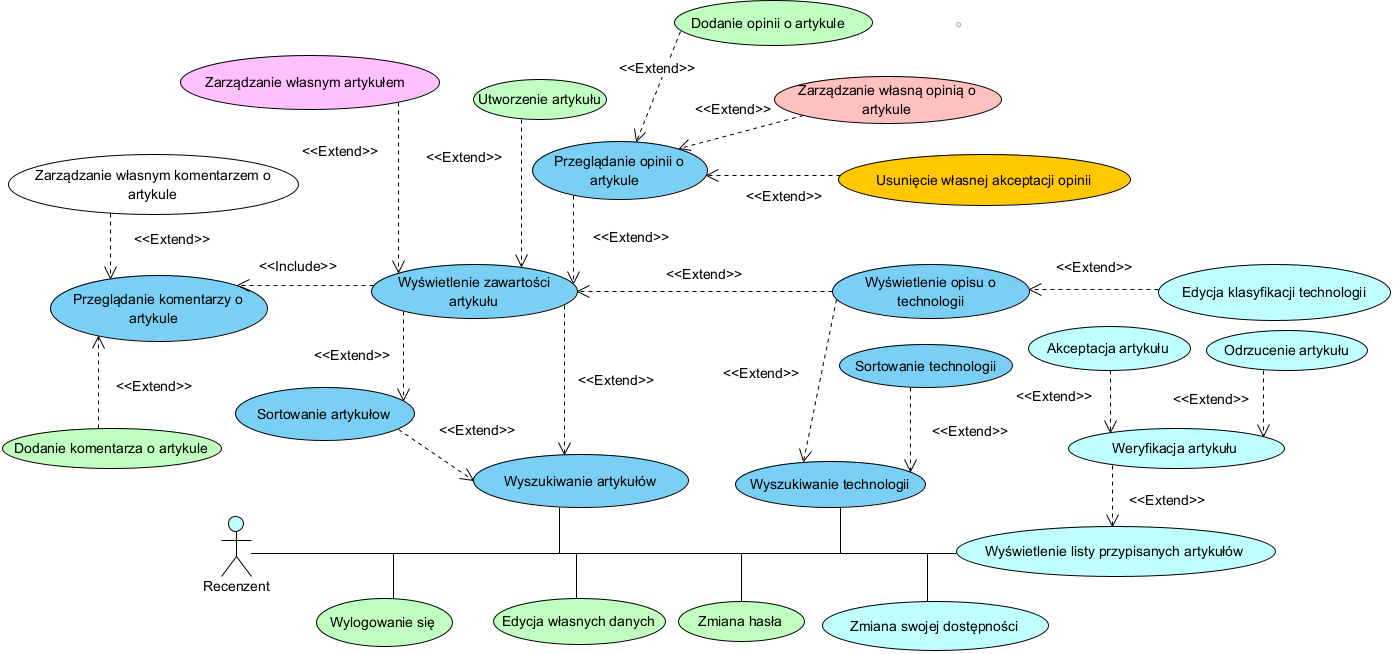 Dodanie opinii o artykule
<<Extend>>
Zarządzanie własnym artykułem
Utworzenie artykułu
Zarządzanie własną opinią o
artykule
<<Extend>>
<<Extend>>
<<Extend>>
Przeglądanie opinii o
artykule
Zarządzanie własnym komentarzem o
artykule
Usunięcie własnej akceptacji opinii
<<Extend>>
<<Extend>>
<<Extend>>
<<Include>>
<<Extend>>
<<Extend>>
Przeglądanie komentarzy o
artykule
Wyświetlenie zawartości
artykułu
Wyświetlenie opisu o
technologii
Edycja klasyfikacji technologii
Akceptacja artykułu
Odrzucenie artykułu
<<Extend>>
Sortowanie technologii
<<Extend>>
<<Extend>>
<<Extend>>
<<Extend>>
<<Extend>>
Sortowanie artykułow
<<Extend>>
<<Extend>>
Dodanie komentarza o artykule
Weryfikacja artykułu
Wyszukiwanie artykułów
Wyszukiwanie technologii
<<Extend>>
Wyświetlenie listy przypisanych artykułów
Recenzent
Wylogowanie się
Edycja własnych danych
Zmiana hasła
Zmiana swojej dostępności